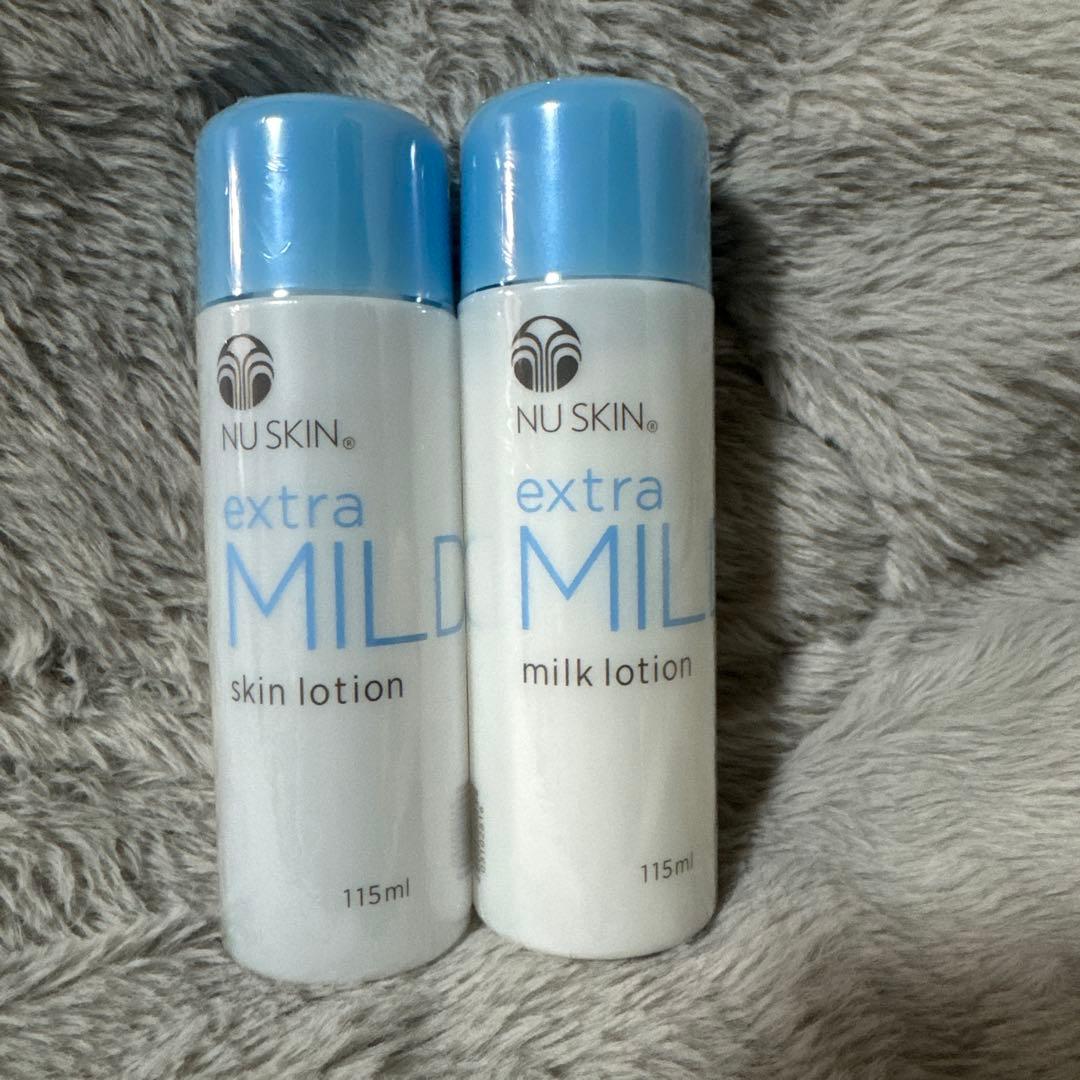 NU SKIN®
extra
MILD
skin lotion
115ml
NU SKIN®
extra
MIL
milk lotion
115ml